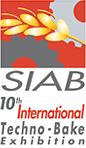 SIAB
10th International
Techno-Bake
Exhibition